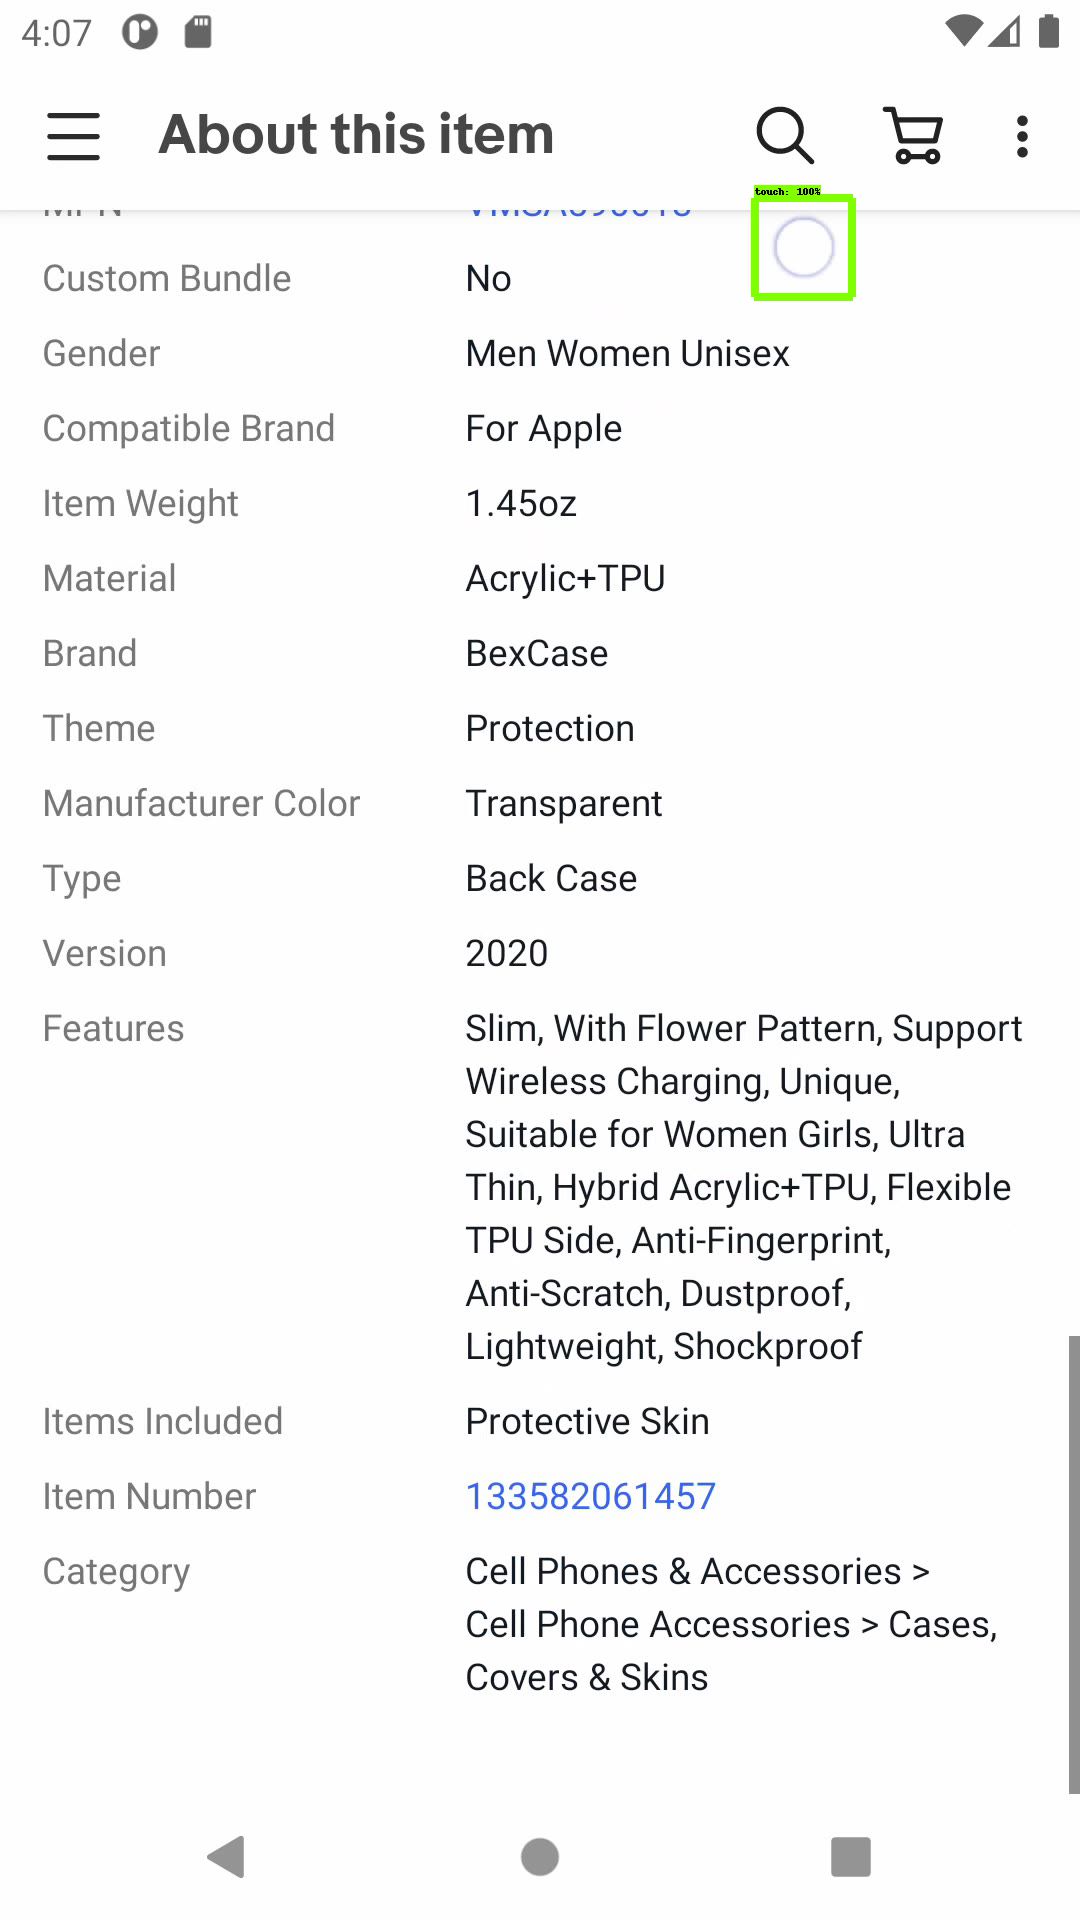 4:07
About this item
touch: 100%
Custom Bundle No
Gender Men Women Unisex
Compatible Brand For Apple
Item Weight 1.45oz
Material Acrylic+TPU
Brand BexCase
Theme Protection
Manufacturer Color Transparent
Type Back Case
Version 2020
Features Slim, With Flower Pattern, Support
Wireless Charging, Unique,
Suitable for Women Girls, Ultra
Thin, Hybrid Acrylic+TPU, Flexible
TPU Side, Anti-Fingerprint,
Anti-Scratch, Dustproof,
Lightweight, Shockproof
Items Included Protective Skin
Item Number 133582061457
Category Cell Phones & Accessories >
Cell Phone Accessories > Cases,
Covers & Skins